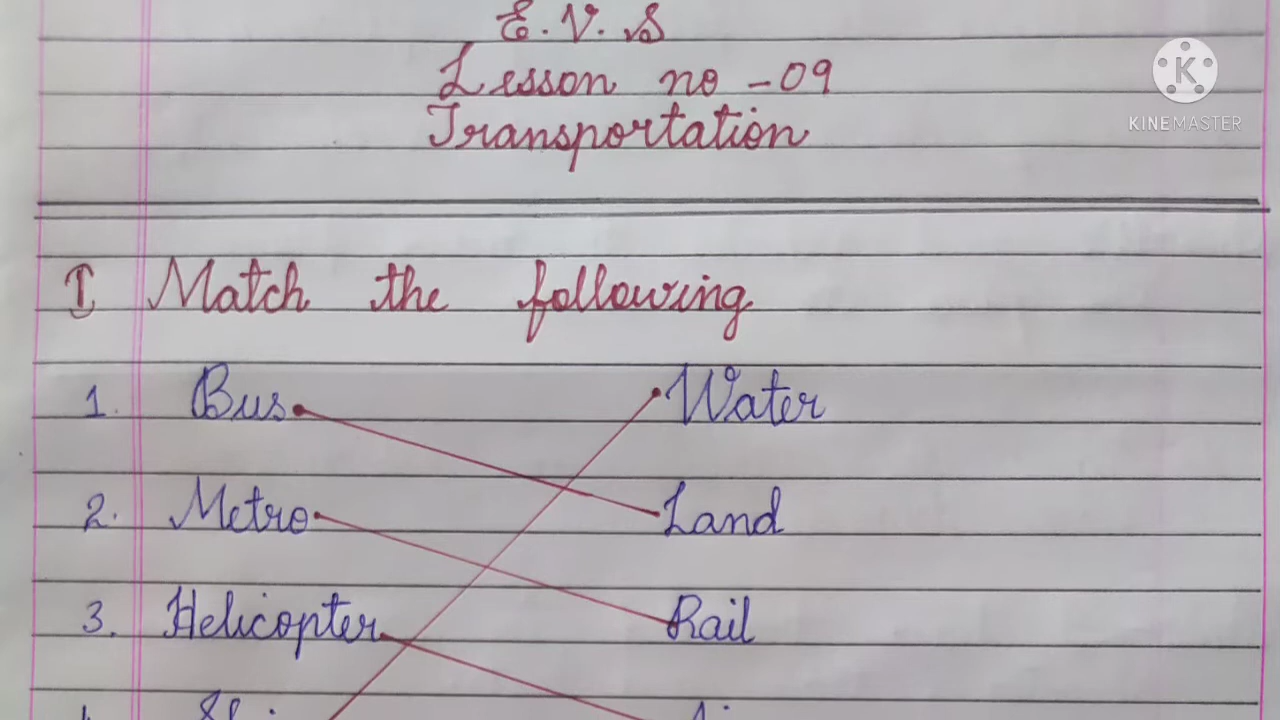 E.V.S
Lesson no -09
K
KINEMASTER
Transportation
I Match the following
1. Bus Water
2. Metro Land
3. Helicopter Rail